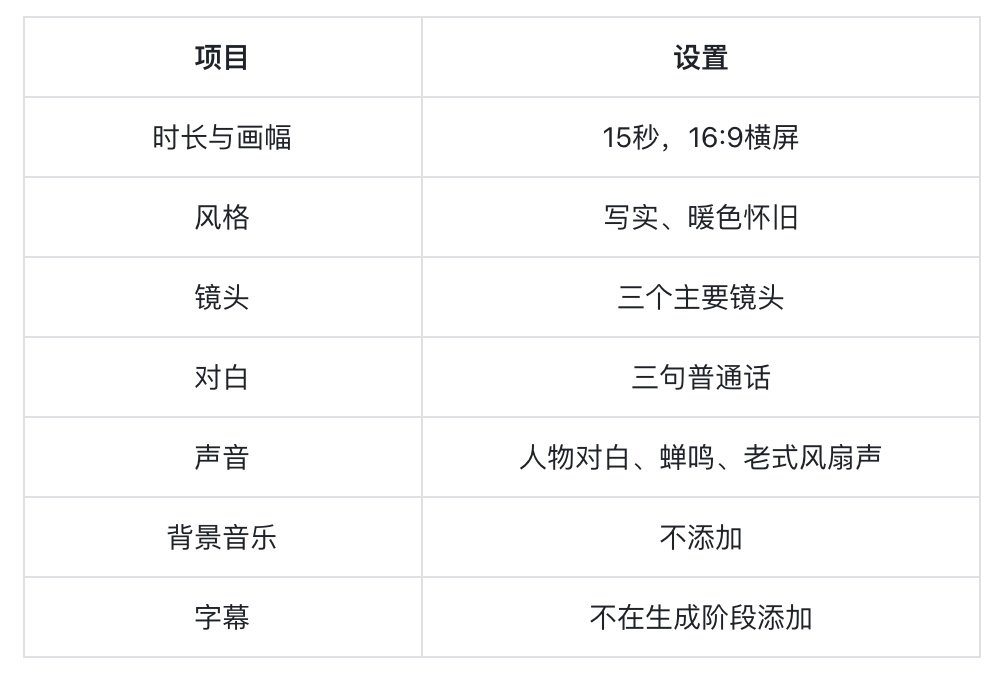 项目 设置
时长与画幅 15秒，16:9横屏
风格 写实、暖色怀旧
镜头 三个主要镜头
对白 三句普通话
声音 人物对白、蝉鸣、老式风扇声
背景音乐 不添加
字幕 不在生成阶段添加